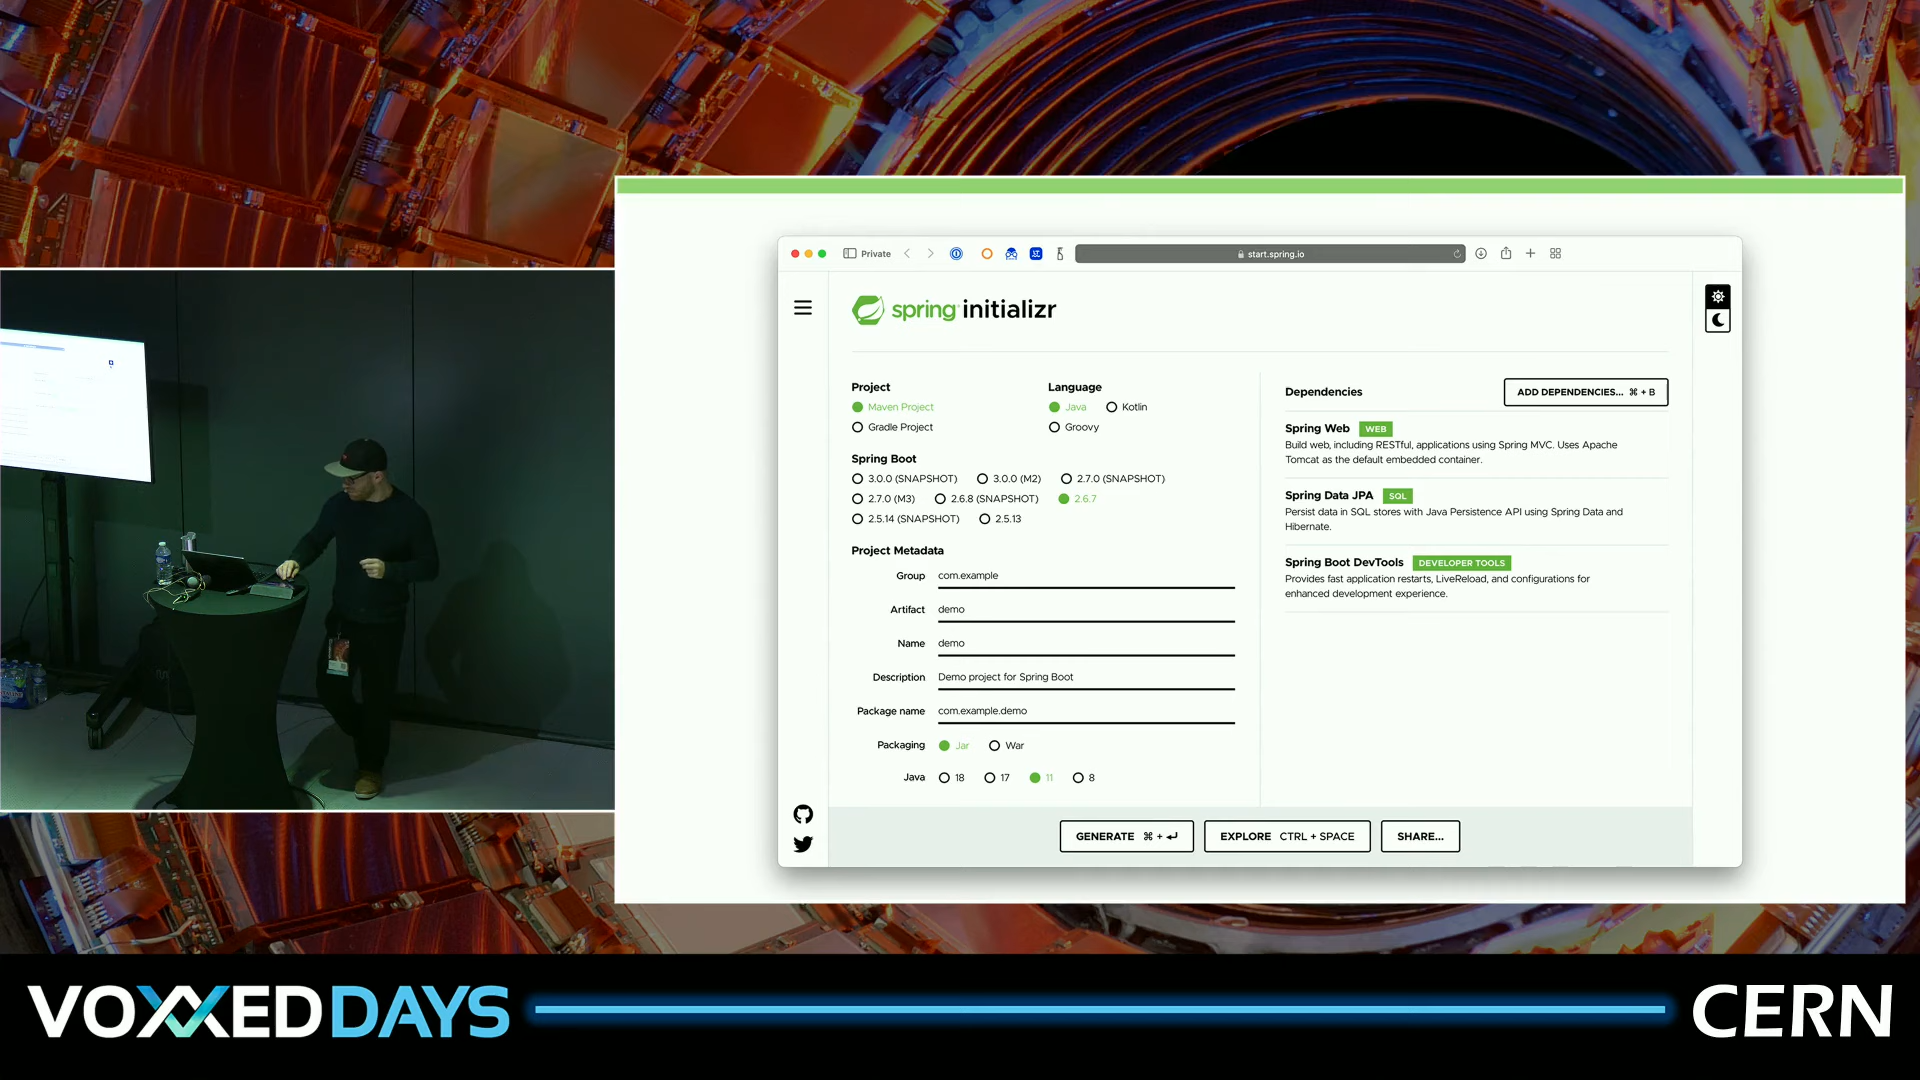 Private
start.spring.io
spring initializr
Project
Maven Project
Gradle Project
Language
Java
Kotlin
Groovy
Spring Boot
3.0.0 (SNAPSHOT)
3.0.0 (M2)
2.7.0 (SNAPSHOT)
2.7.0 (M3)
2.6.8 (SNAPSHOT)
2.6.7
2.5.14 (SNAPSHOT)
2.5.13
Project Metadata
Group com.example
Artifact demo
Name demo
Description Demo project for Spring Boot
Package name com.example.demo
Packaging Jar War
Java 18 17 11 8
Dependencies
ADD DEPENDENCIES... ⌘ + B
Spring Web WEB
Build web, including RESTful, applications using Spring MVC. Uses Apache
Tomcat as the default embedded container.
Spring Data JPA SQL
Persist data in SQL stores with Java Persistence API using Spring Data and
Hibernate.
Spring Boot DevTools DEVELOPER TOOLS
Provides fast application restarts, LiveReload, and configurations for
enhanced development experience.
GENERATE ⌘ + ↵
EXPLORE CTRL + SPACE
SHARE...
VOXXED DAYS
CERN